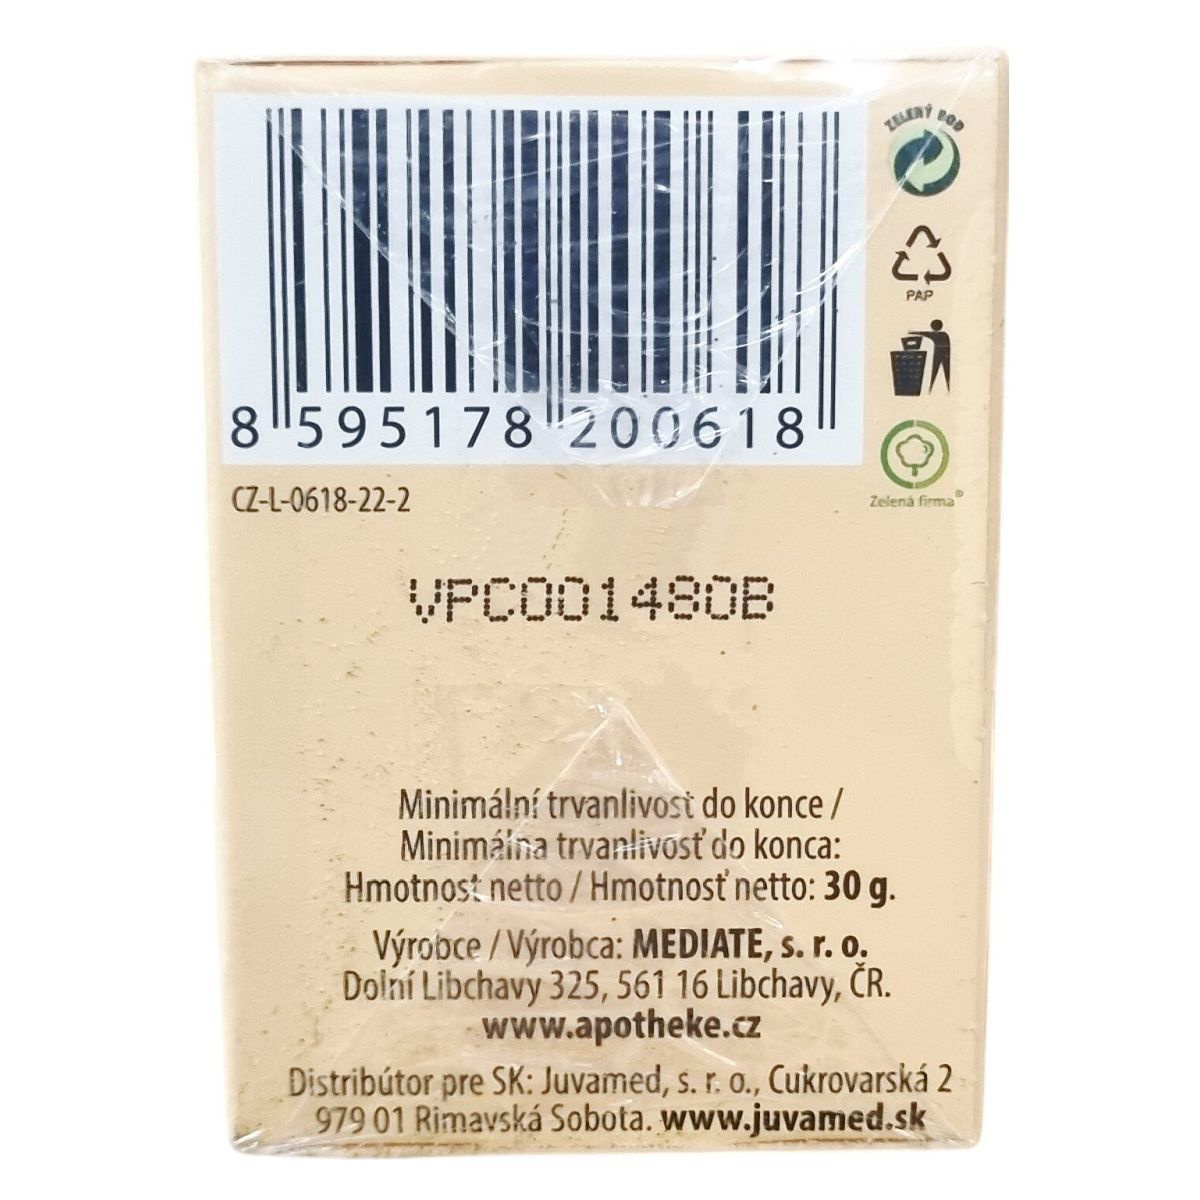 ZELENÝ BOD
PAP
8 595178 200618
Zelená firma®
CZ-L-0618-22-2
VPC001480B
Minimální trvanlivost do konce /
Minimálna trvanlivosť do konca:
Hmotnost netto / Hmotnosť netto: 30 g.
Výrobce / Výrobca: MEDIATE, s. r. o.
Dolní Libchavy 325, 561 16 Libchavy, ČR.
www.apotheke.cz
Distribútor pre SK: Juvamed, s. r. o., Cukrovarská 2
979 01 Rimavská Sobota. www.juvamed.sk